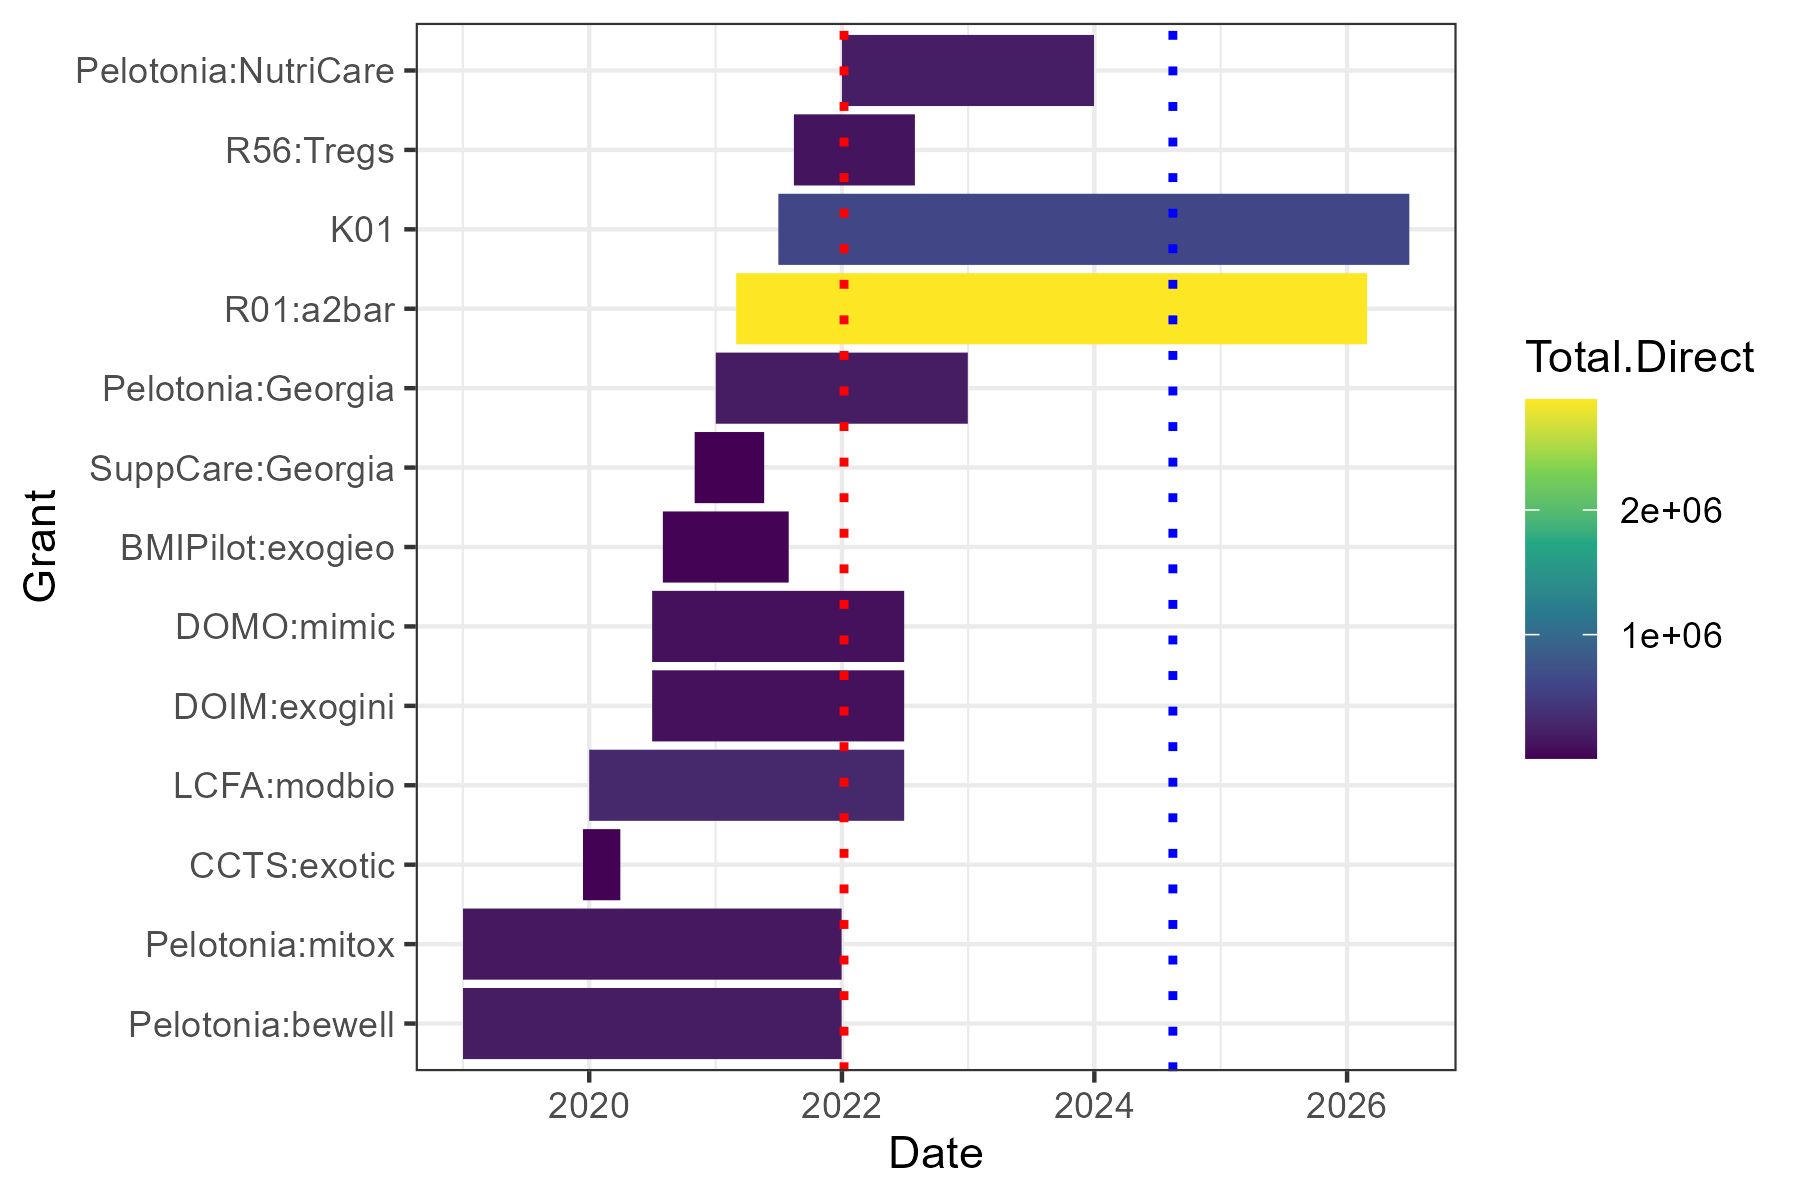 Pelotonia:NutriCare
R56:Tregs
K01
R01:a2bar
Pelotonia:Georgia
SuppCare:Georgia
BMIPilot:exogieo
DOMO:mimic
DOIM:exogini
LCFA:modbio
CCTS:exotic
Pelotonia:mitox
Pelotonia:bewell
Grant
2020 2022 2024 2026
Date
Total.Direct
2e+06
1e+06